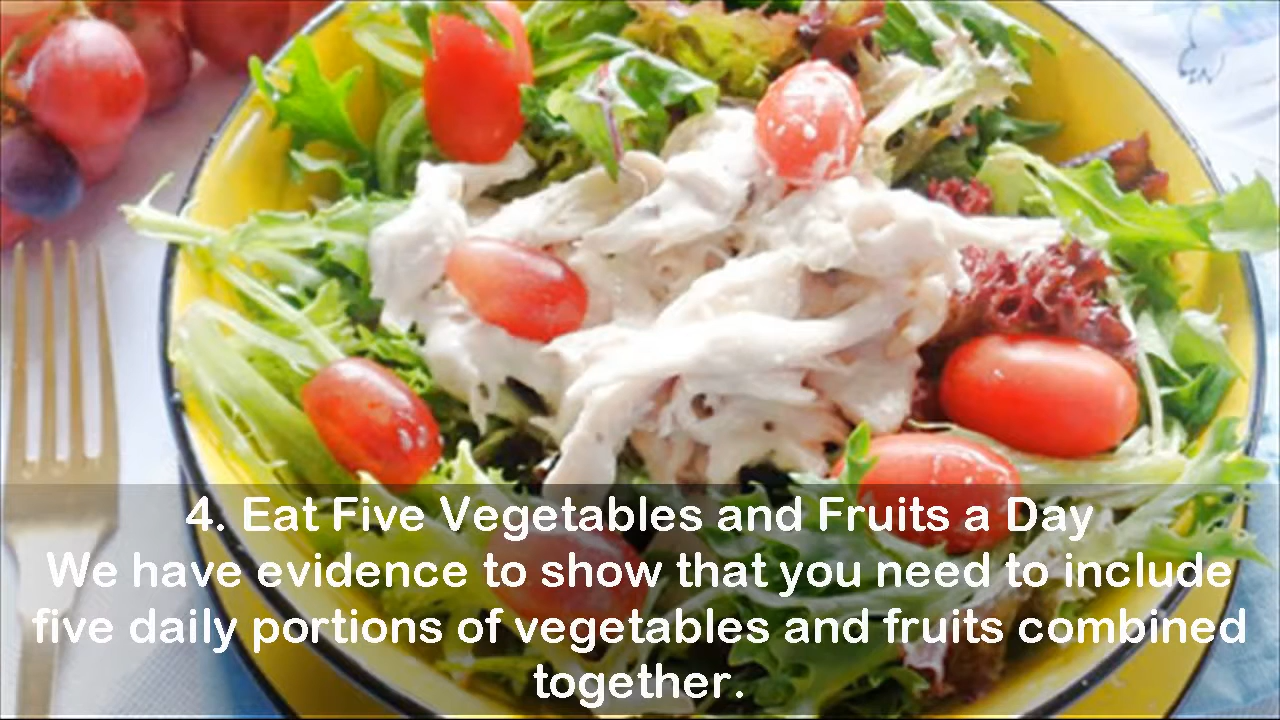 4. Eat Five Vegetables and Fruits a Day
We have evidence to show that you need to include
five daily portions of vegetables and fruits combined
together.